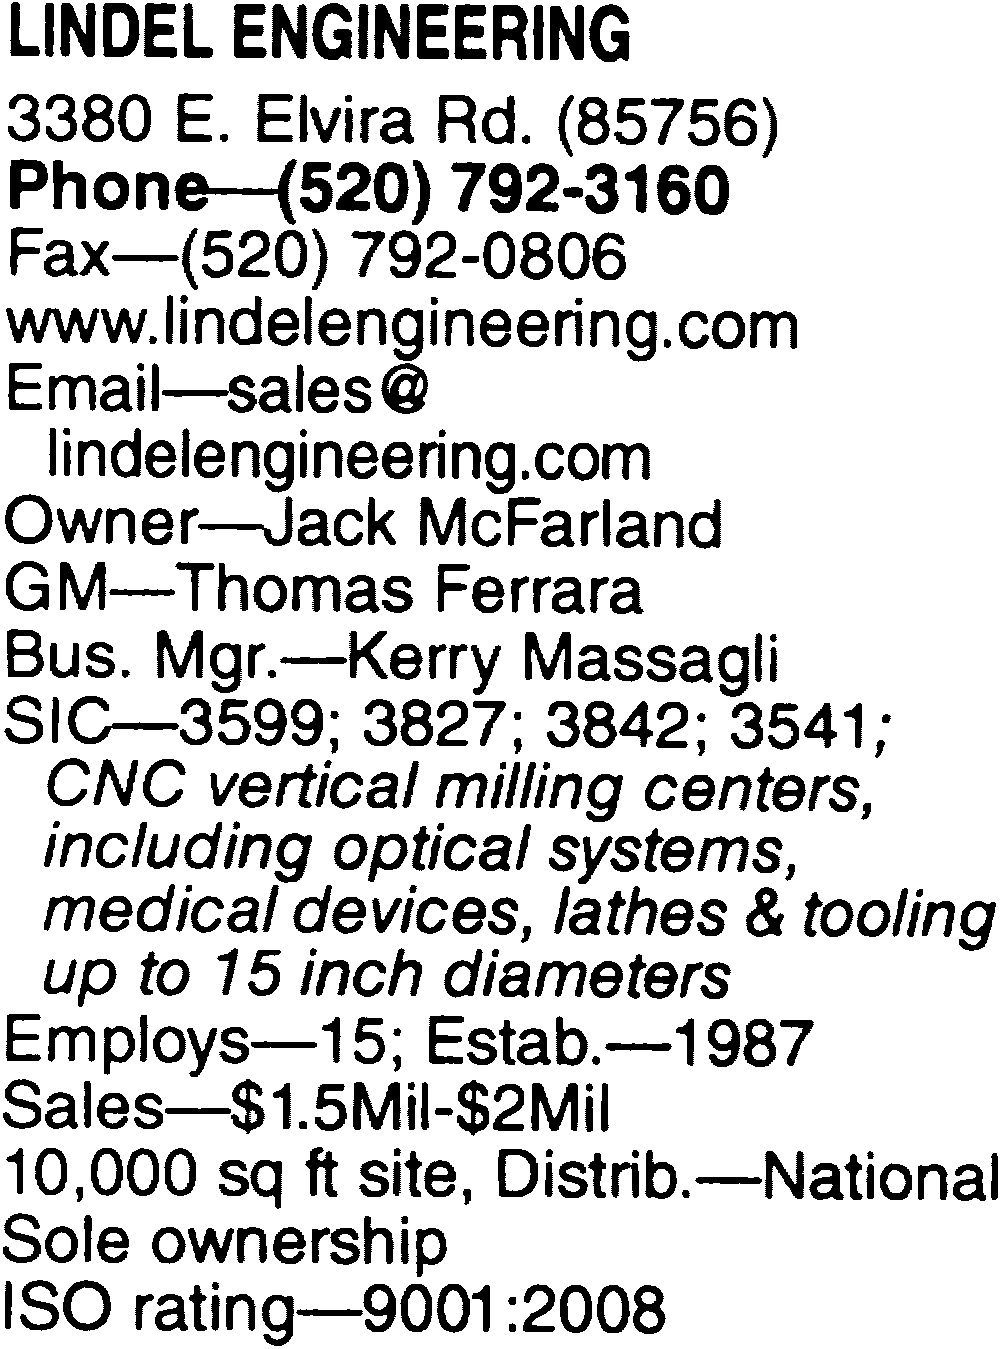 LINDEL ENGINEERING
3380 E. Elvira Rd. (85756)
Phone—(520) 792-3160
Fax—(520) 792-0806
www.lindelengineering.com
Email—sales@
lindelengineering.com
Owner—Jack McFarland
GM—Thomas Ferrara
Bus. Mgr.—Kerry Massagli
SIC—3599; 3827; 3842; 3541;
CNC vertical milling centers,
including optical systems,
medical devices, lathes & tooling
up to 15 inch diameters
Employs—15; Estab.—1987
Sales—$1.5Mil-$2Mil
10,000 sq ft site, Distrib.—National
Sole ownership
ISO rating—9001:2008